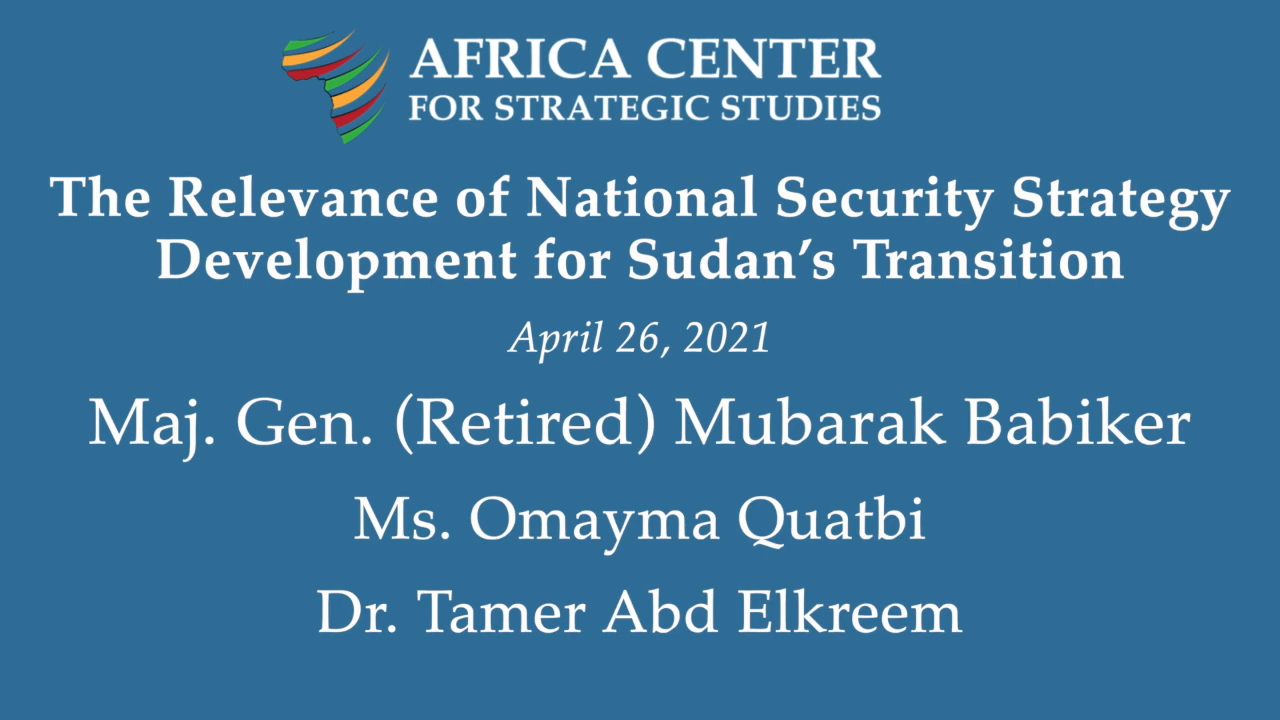 AFRICA CENTER
FOR STRATEGIC STUDIES
The Relevance of National Security Strategy
Development for Sudan’s Transition
April 26, 2021
Maj. Gen. (Retired) Mubarak Babiker
Ms. Omayma Quatbi
Dr. Tamer Abd Elkreem